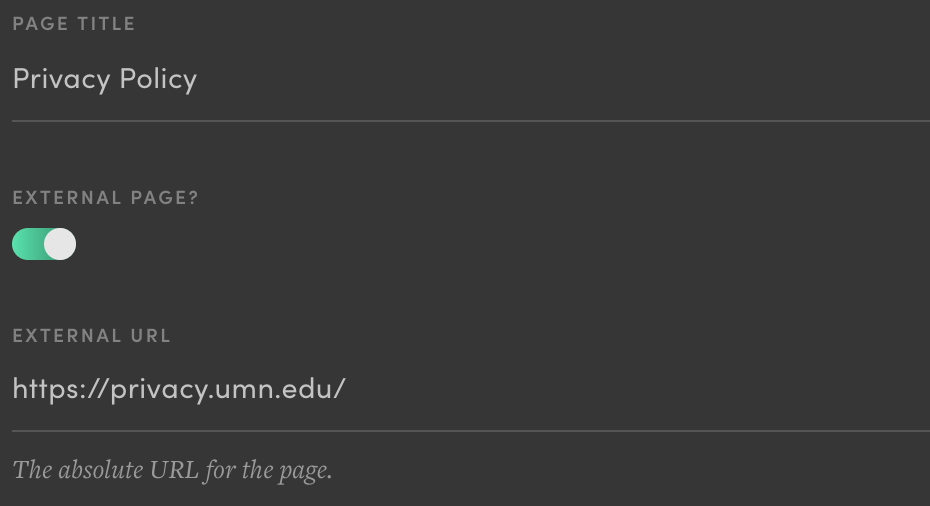 PAGE TITLE
Privacy Policy
EXTERNAL PAGE?
EXTERNAL URL
https://privacy.umn.edu/
The absolute URL for the page.